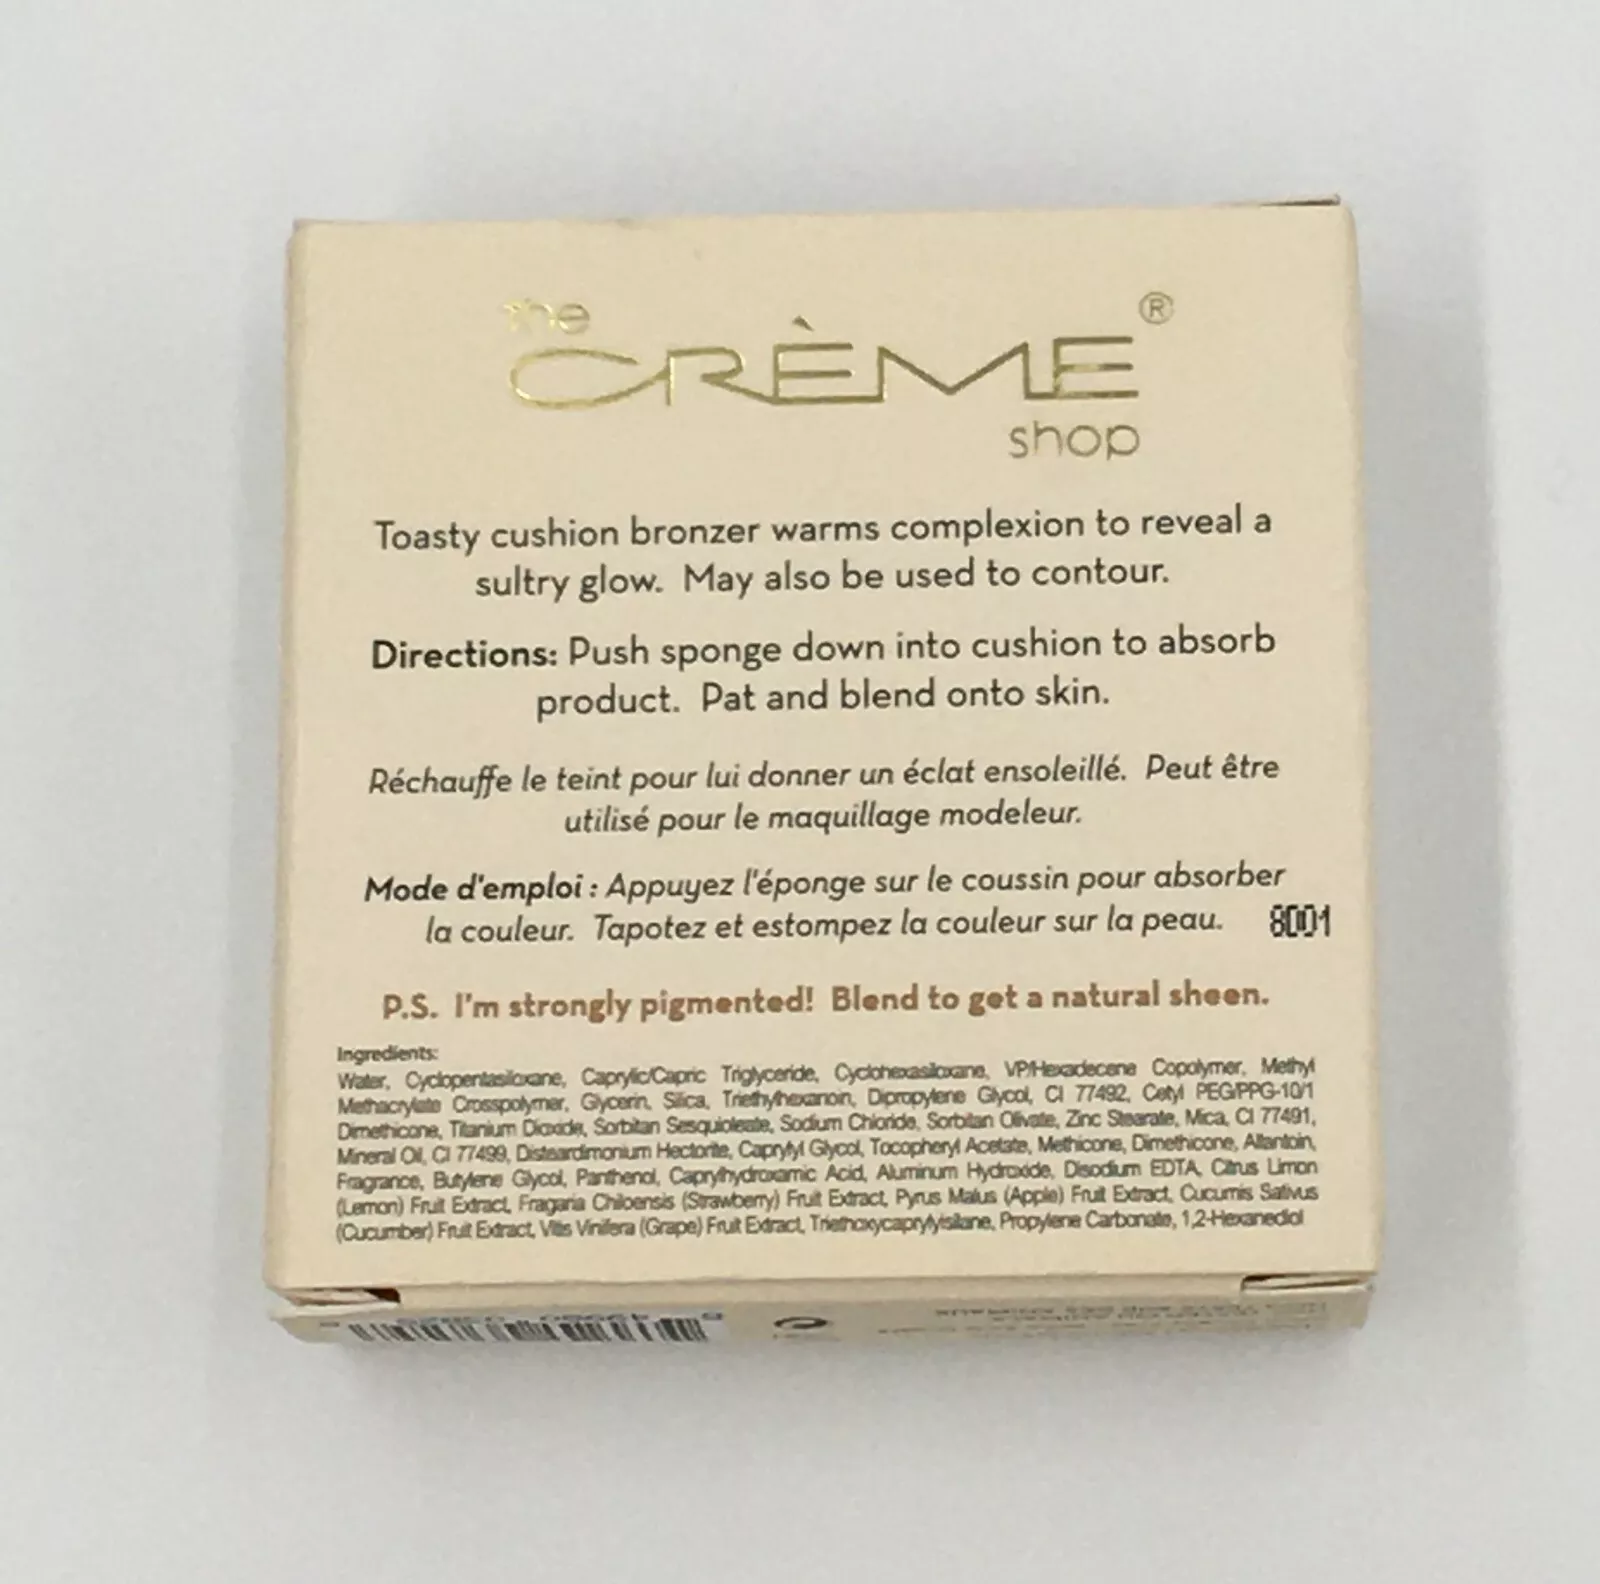 the
CRÈME®
shop
Toasty cushion bronzer warms complexion to reveal a
sultry glow. May also be used to contour.
Directions: Push sponge down into cushion to absorb
product. Pat and blend onto skin.
Réchauffe le teint pour lui donner un éclat ensoleillé. Peut être
utilisé pour le maquillage modeleur.
Mode d'emploi : Appuyez l'éponge sur le coussin pour absorber
la couleur. Tapotez et estompez la couleur sur la peau. 8001
P.S. I'm strongly pigmented! Blend to get a natural sheen.
Ingredients:
Water, Cyclopentasiloxane, Caprylic/Capric Triglyceride, Cyclohexasiloxane, VP/Hexadecene Copolymer, Methyl
Methacrylate Crosspolymer, Glycerin, Silica, Triethylhexanoin, Dipropylene Glycol, CI 77492, Cetyl PEG/PPG-10/1
Dimethicone, Titanium Dioxide, Sorbitan Sesquioleate, Sodium Chloride, Sorbitan Olivate, Zinc Stearate, Mica, CI 77491,
Mineral Oil, CI 77499, Disteardimonium Hectorite, Caprylyl Glycol, Tocopheryl Acetate, Methicone, Dimethicone, Allantoin,
Fragrance, Butylene Glycol, Panthenol, Caprylhydroxamic Acid, Aluminum Hydroxide, Disodium EDTA, Citrus Limon
(Lemon) Fruit Extract, Fragaria Chiloensis (Strawberry) Fruit Extract, Pyrus Malus (Apple) Fruit Extract, Cucumis Sativus
(Cucumber) Fruit Extract, Vitis Vinifera (Grape) Fruit Extract, Triethoxycaprylylsilane, Propylene Carbonate, 1,2-Hexanediol